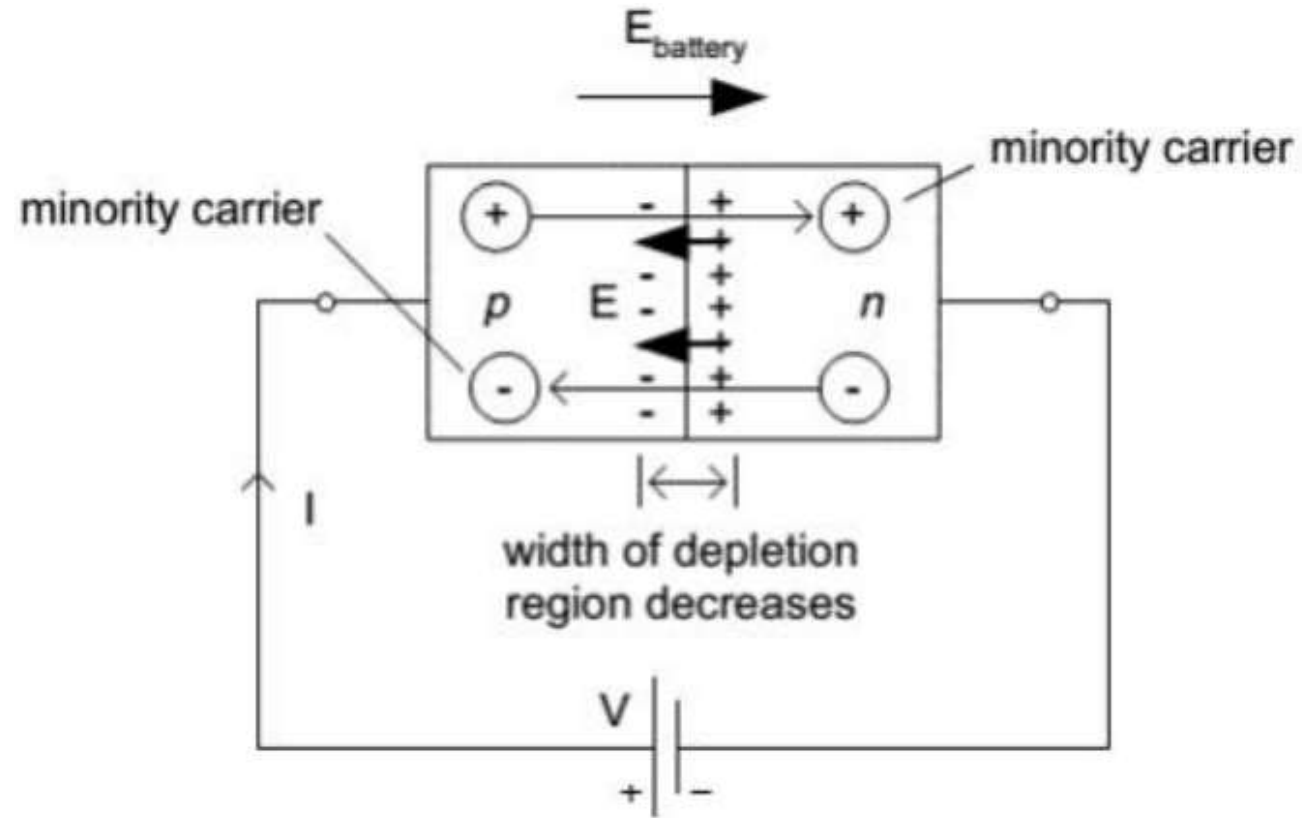 E battery
minority carrier
minority carrier
+
- +
+
+
- +
p
E
- +
n
+
-
- +
-
- +
I
width of depletion
region decreases
V
+
−